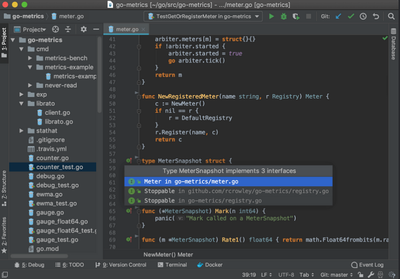 go-metrics [~/go/src/go-metrics] - .../meter.go
go-metrics
meter.go
TestGetOrRegisterMeter in go-metrics
Git:
Project
go-metrics
cmd
metrics-bench
metrics-example
metrics-examp
never-read
exp
librato
client.go
librato.go
stathat
.gitignore
.travis.yml
counter.go
counter_test.go
debug.go
debug_test.go
ewma.go
ewma_test.go
gauge.go
gauge_float64.go
gauge_float64_test.
gauge_test.go
go.mod
1: Project
7: Structure
2: Favorites
Database
meter.go
arbiter.meters[m] = struct{}{}
if !arbiter.started {
arbiter.started = true
go arbiter.tick()
}
return m
}
func NewRegisteredMeter(name string, r Registry) Meter {
c := NewMeter()
if nil == r {
r = DefaultRegistry
}
r.Register(name, c)
return c
}
type MeterSnapshot struct {
Type MeterSnapshot implements 3 interfaces
Meter in go-metrics/meter.go
Stoppable in github.com/rcrowley/go-metrics/registry.go
Stoppable in go-metrics/registry.go
func (*MeterSnapshot) Mark(n int64) {
panic( "Mark called on a MeterSnapshot")
}
func (m *MeterSnapshot) Rate1() float64 { return math.Float64frombits(m.ra
NewMeter() Meter
5: Debug
6: TODO
9: Version Control
Terminal
Docker
Event Log
39:19
LF
UTF-8
Tab
Git: master